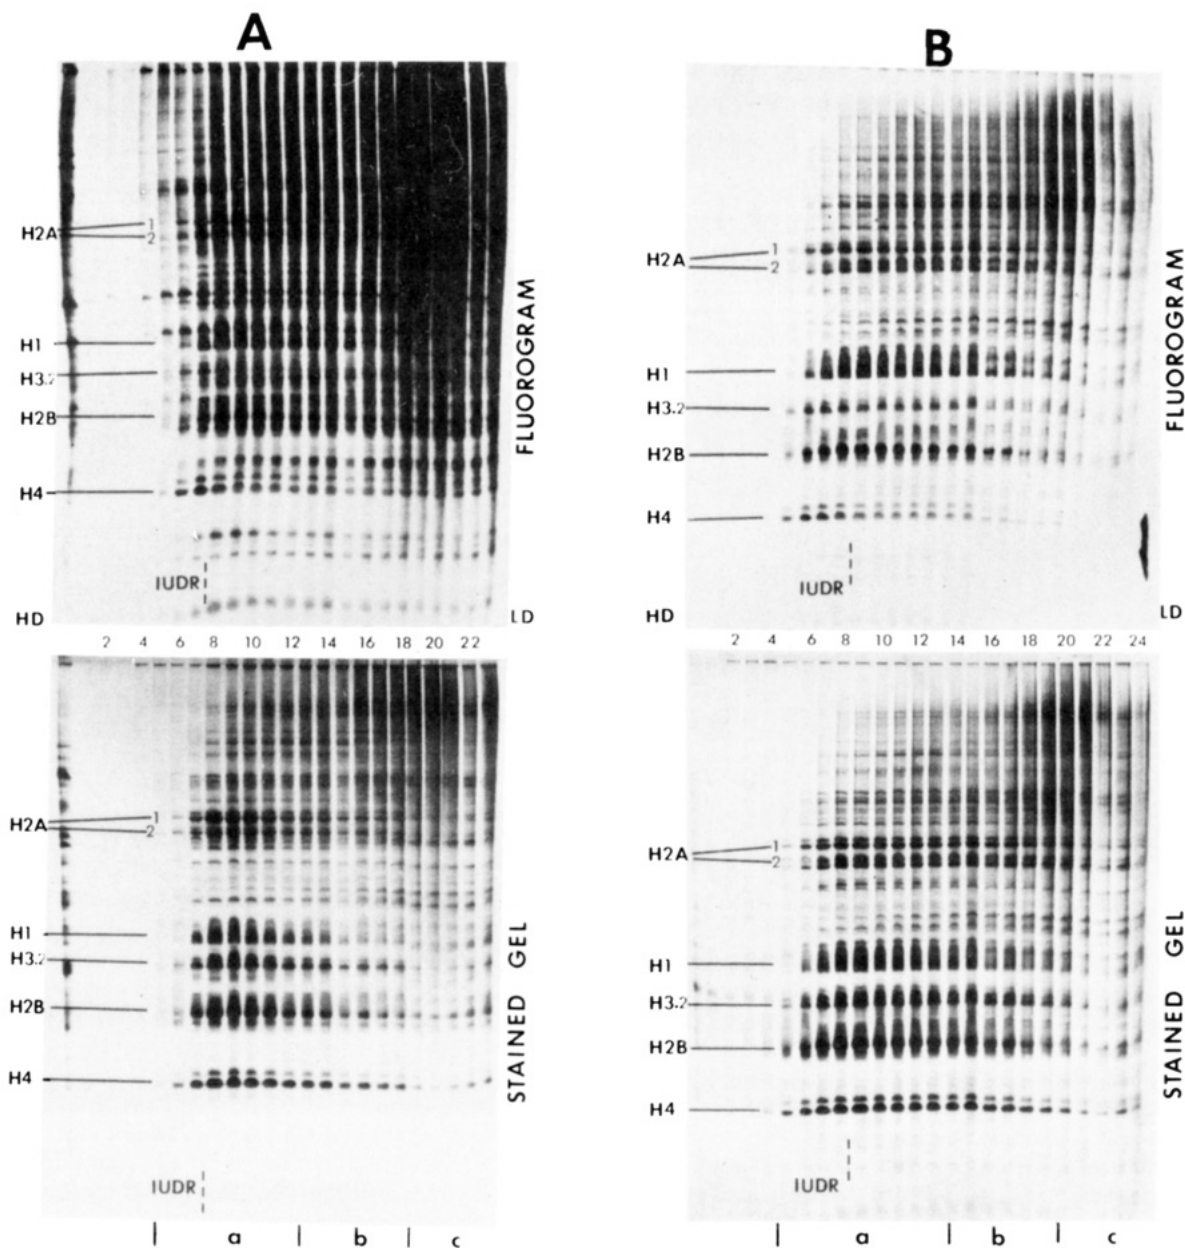 A
B
H2A
1
2
H1
H3.2
H2B
H4
IUDR
HD
LD
FLUOROGRAM
H2A
1
2
H1
H3.2
H2B
H4
IUDR
HD
LD
FLUOROGRAM
2 4 6 8 10 12 14 16 18 20 22
2 4 6 8 10 12 14 16 18 20 22 24
H2A
1
2
H1
H3.2
H2B
H4
IUDR
STAINED GEL
a b c
H2A
1
2
H1
H3.2
H2B
H4
IUDR
STAINED GEL
a b c